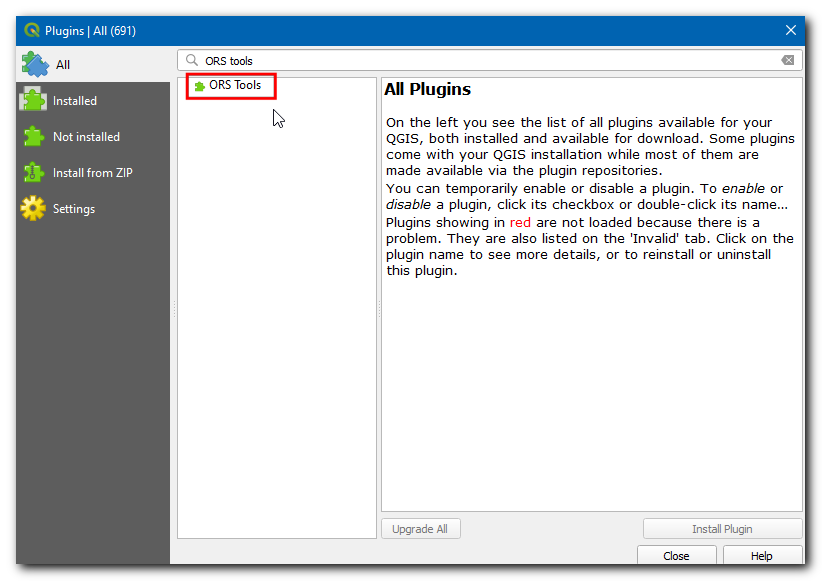 Plugins | All (691)
All
Installed
Not installed
Install from ZIP
Settings
ORS tools
ORS Tools
All Plugins
On the left you see the list of all plugins available for your
QGIS, both installed and available for download. Some plugins
come with your QGIS installation while most of them are
made available via the plugin repositories.
You can temporarily enable or disable a plugin. To enable or
disable a plugin, click its checkbox or double-click its name...
Plugins showing in red are not loaded because there is a
problem. They are also listed on the 'Invalid' tab. Click on the
plugin name to see more details, or to reinstall or uninstall
this plugin.
Upgrade All
Install Plugin
Close
Help